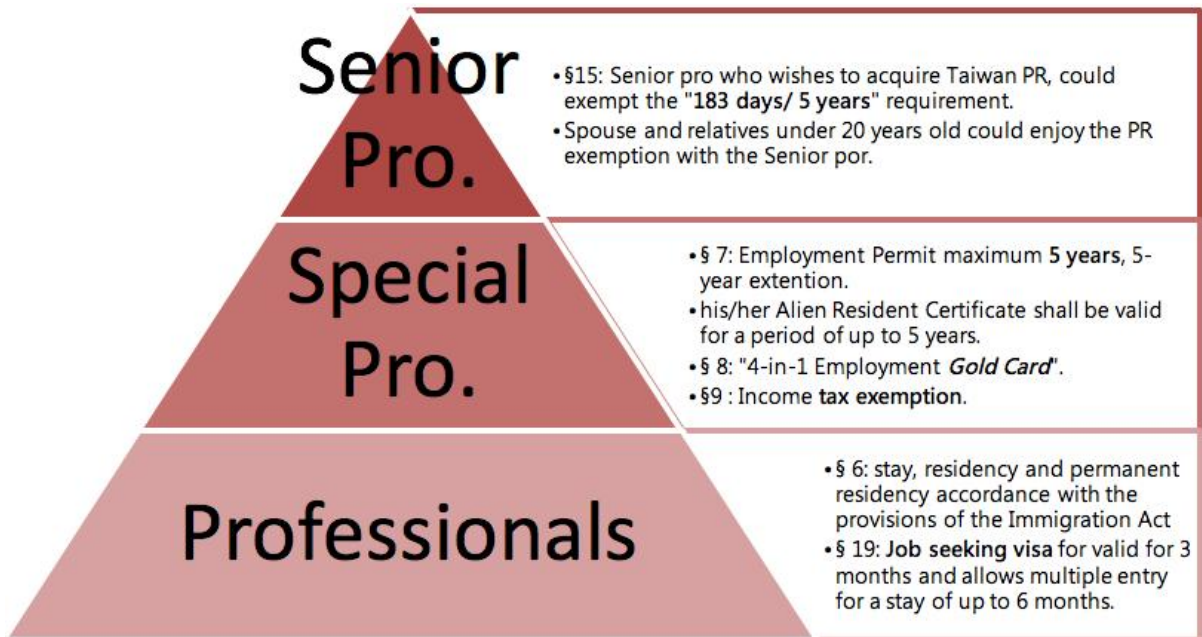 Senior
Pro.
•§15: Senior pro who wishes to acquire Taiwan PR, could
exempt the "183 days/ 5 years" requirement.
•Spouse and relatives under 20 years old could enjoy the PR
exemption with the Senior por.
Special
Pro.
•§ 7: Employment Permit maximum 5 years, 5-
year extention.
•his/her Alien Resident Certificate shall be valid
for a period of up to 5 years.
•§ 8: "4-in-1 Employment Gold Card".
•§9 : Income tax exemption.
Professionals
•§ 6: stay, residency and permanent
residency accordance with the
provisions of the Immigration Act
•§ 19: Job seeking visa for valid for 3
months and allows multiple entry
for a stay of up to 6 months.